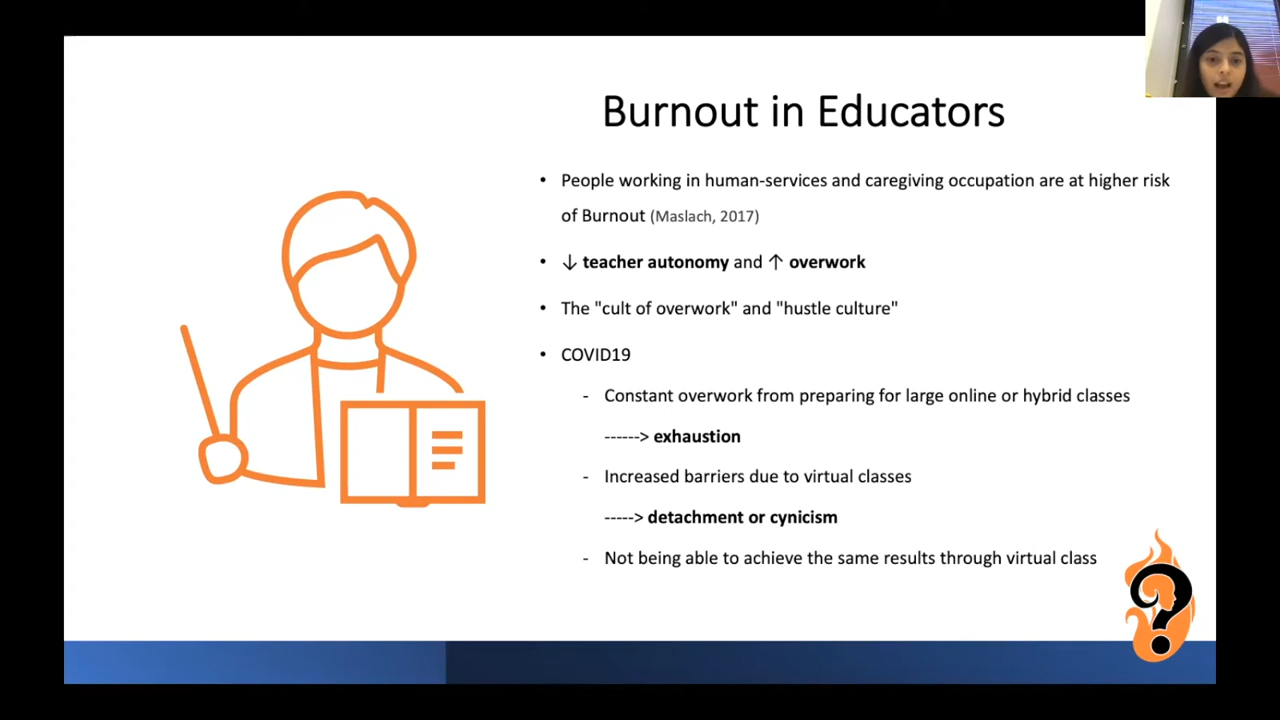 Burnout in Educators
• People working in human-services and caregiving occupation are at higher risk
of Burnout (Maslach, 2017)
• ↓ teacher autonomy and ↑ overwork
• The "cult of overwork" and "hustle culture"
• COVID19
- Constant overwork from preparing for large online or hybrid classes
------> exhaustion
- Increased barriers due to virtual classes
-----> detachment or cynicism
- Not being able to achieve the same results through virtual class
?